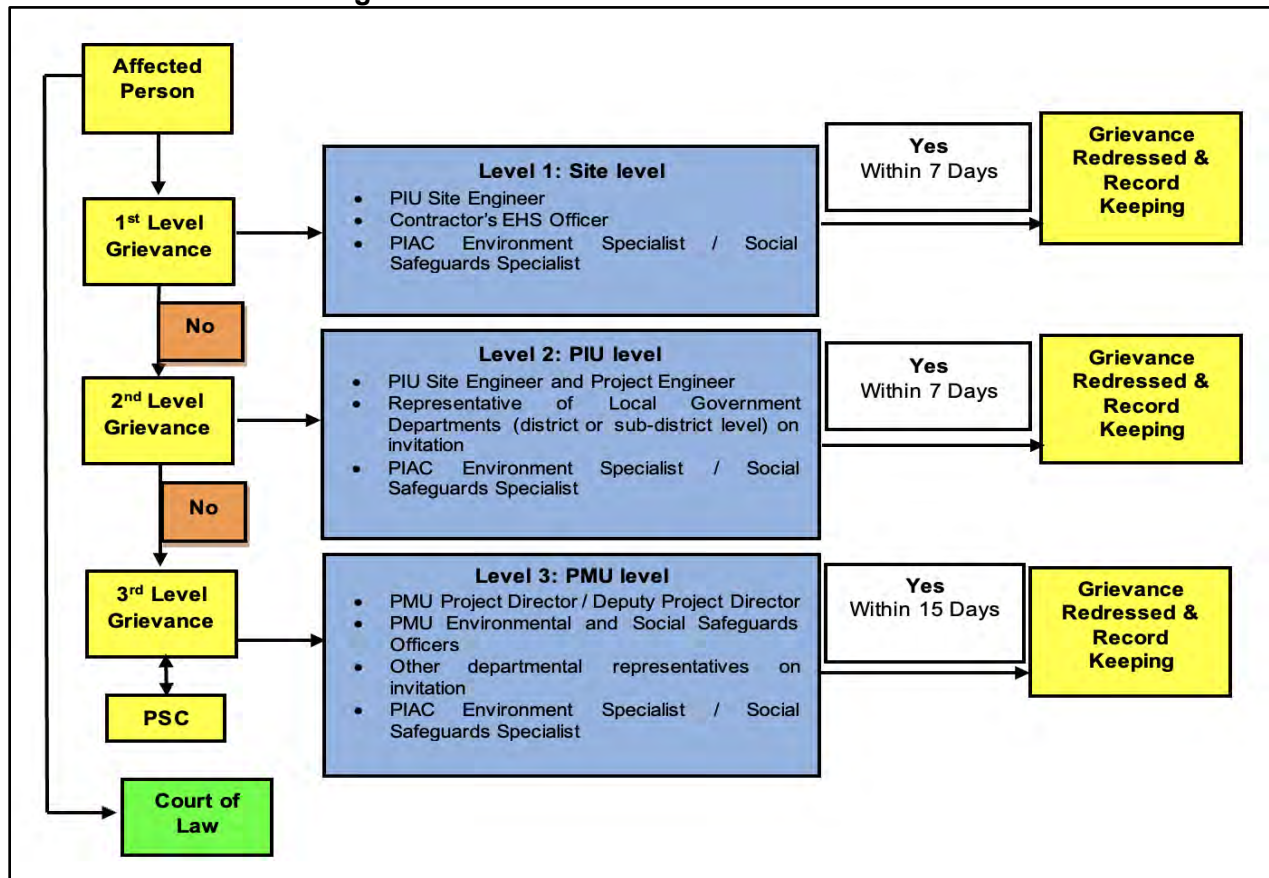 g
Affected
Person
1st Level
Grievance
Level 1: Site level
• PIU Site Engineer
• Contractor's EHS Officer
• PIAC Environment Specialist / Social
Safeguards Specialist
Yes
Within 7 Days
Grievance
Redressed &
Record
Keeping
No
2nd Level
Grievance
Level 2: PIU level
• PIU Site Engineer and Project Engineer
• Representative of Local Government
Departments (district or sub-district level) on
invitation
• PIAC Environment Specialist / Social
Safeguards Specialist
Yes
Within 7 Days
Grievance
Redressed &
Record
Keeping
No
3rd Level
Grievance
Level 3: PMU level
• PMU Project Director / Deputy Project Director
• PMU Environmental and Social Safeguards
Officers
• Other departmental representatives on
invitation
• PIAC Environment Specialist / Social
Safeguards Specialist
Yes
Within 15 Days
Grievance
Redressed &
Record
Keeping
PSC
Court of
Law